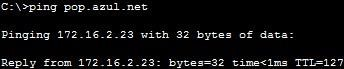 C:\>ping pop.azul.net
Pinging 172.16.2.23 with 32 bytes of data:
Reply from 172.16.2.23: bytes=32 time<1ms TTL=127